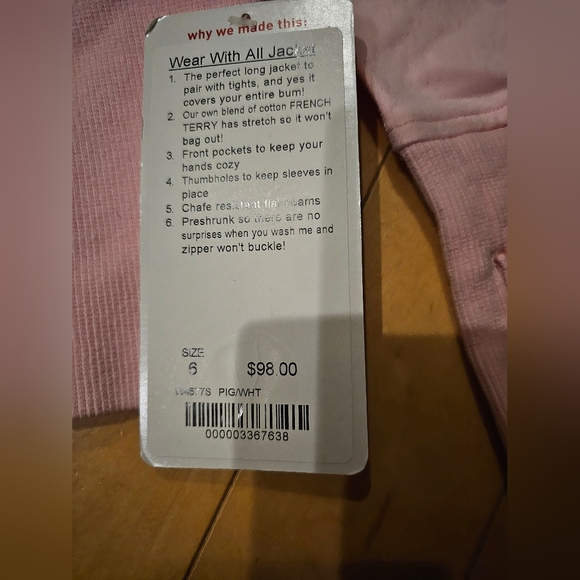 why we made this:
Wear With All Jacket
1. The perfect long jacket to
pair with tights, and yes it
covers your entire bum!
2. Our own blend of cotton FRENCH
TERRY has stretch so it won't
bag out!
3. Front pockets to keep your
hands cozy
4. Thumbholes to keep sleeves in
place
5. Chafe resistant flat seams
6. Preshrunk so there are no
surprises when you wash me and
zipper won't buckle!
SIZE
6 $98.00
PIG/WHT
000003367638